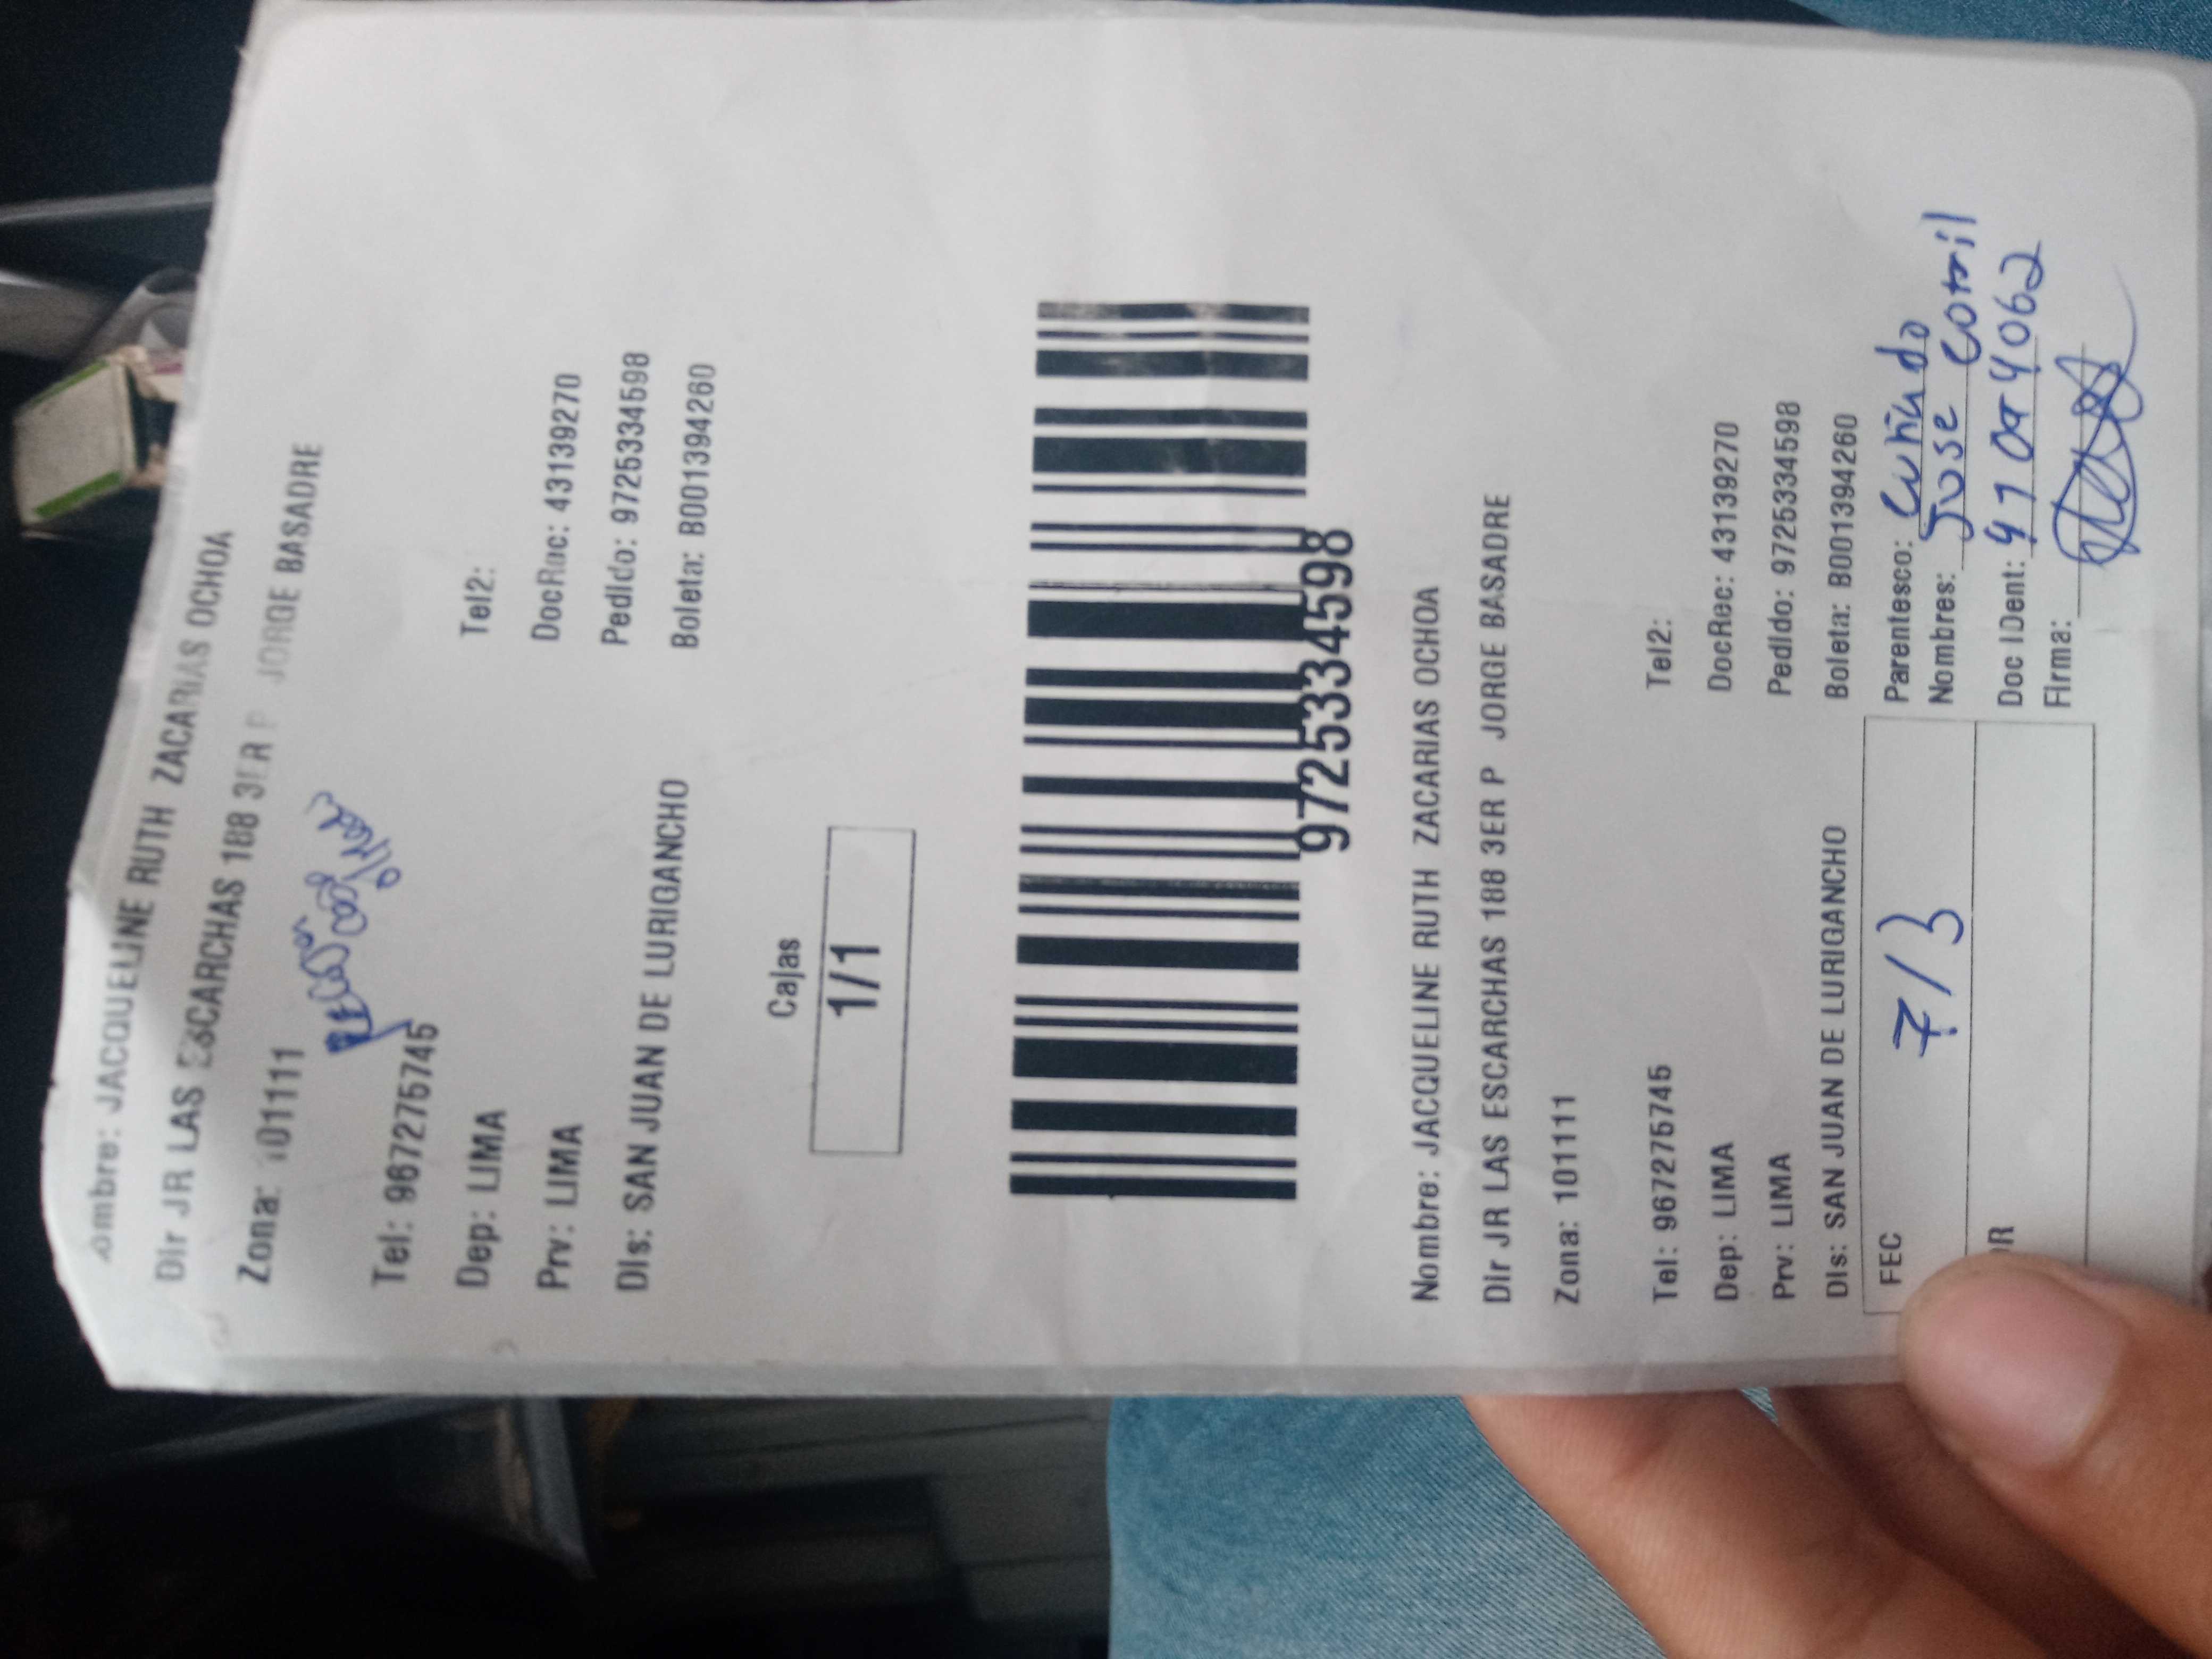 ombre: JACQUELINE RUTH ZACARIAS OCHOA
Dir JR LAS ESCARCHAS 188 3ER P JORGE BASADRE
Zona: 101111
Tel: 967275745 Tel2:
Dep: LIMA DocRec: 43139270
Prv: LIMA Pedido: 9725334598
Dis: SAN JUAN DE LURIGANCHO Boleta: B001394260
Cajas
1/1
9725334598
Nombre: JACQUELINE RUTH ZACARIAS OCHOA
Dir JR LAS ESCARCHAS 188 3ER P JORGE BASADRE
Zona: 101111
Tel: 967275745 Tel2:
Dep: LIMA DocRec: 43139270
Prv: LIMA Pedido: 9725334598
Dis: SAN JUAN DE LURIGANCHO Boleta: B001394260
FEC 7/3
Parentesco: Cuñado
Nombres: Jose
Doc IDent:
Firma: